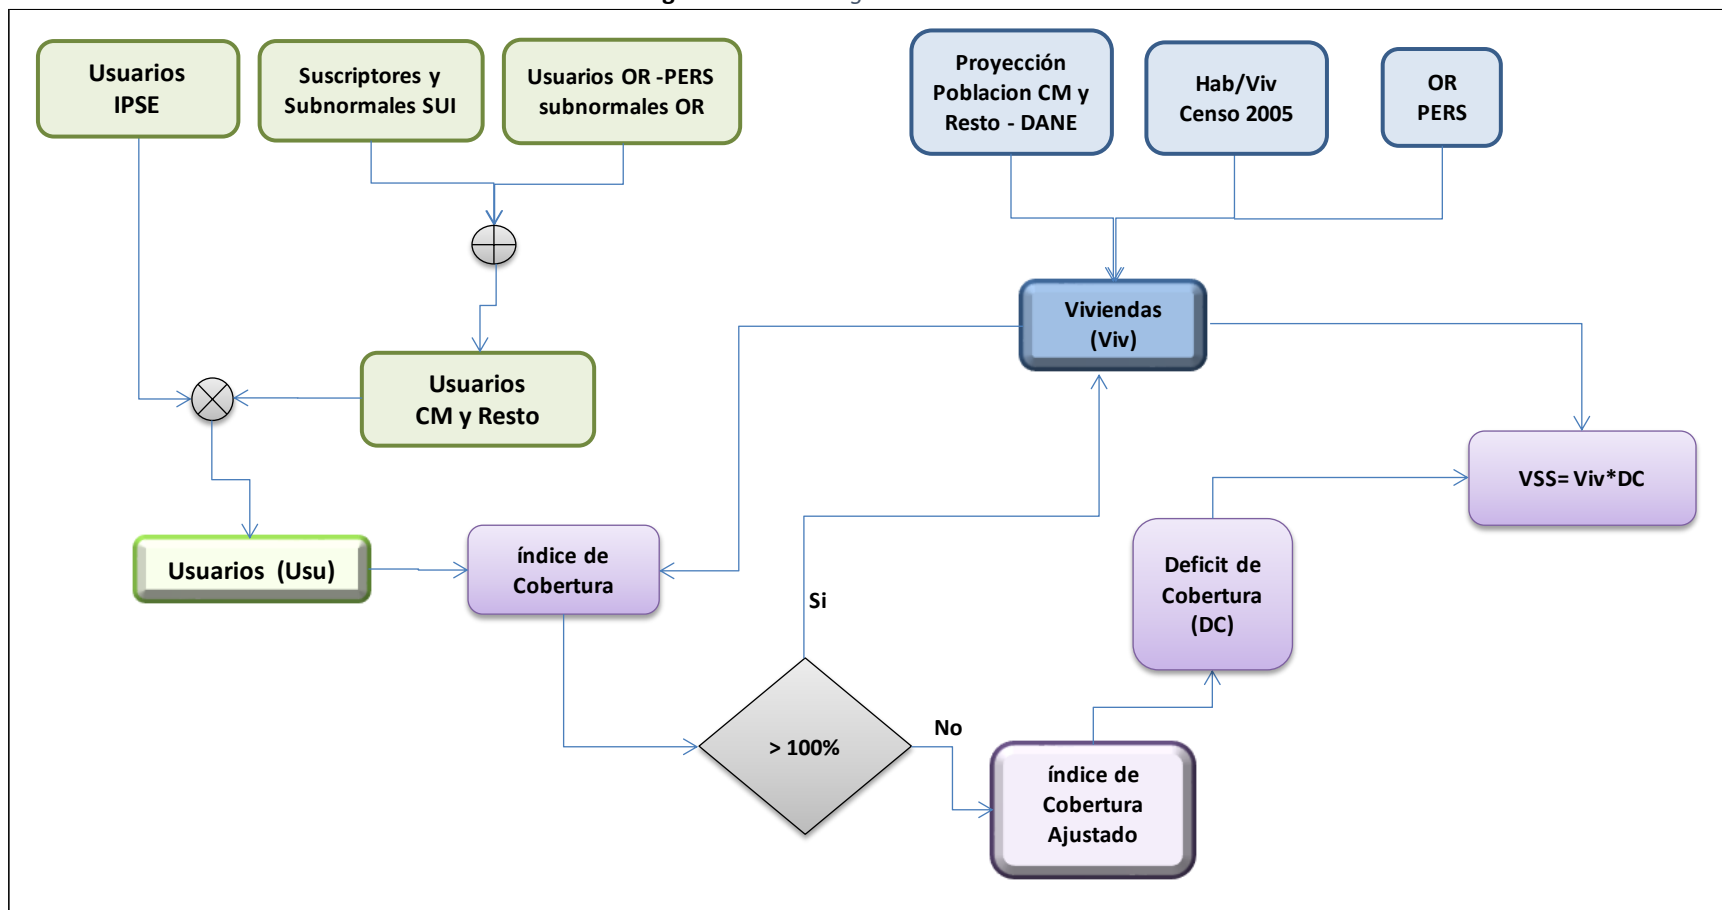 Usuarios
IPSE
Suscriptores y
Subnormales SUI
Usuarios OR -PERS
subnormales OR
Proyección
Poblacion CM y
Resto - DANE
Hab/Viv
Censo 2005
OR
PERS
Viviendas
(Viv)
Usuarios
CM y Resto
VSS= Viv*DC
Usuarios (Usu)
índice de
Cobertura
Deficit de
Cobertura
(DC)
Si
> 100%
No
índice de
Cobertura
Ajustado